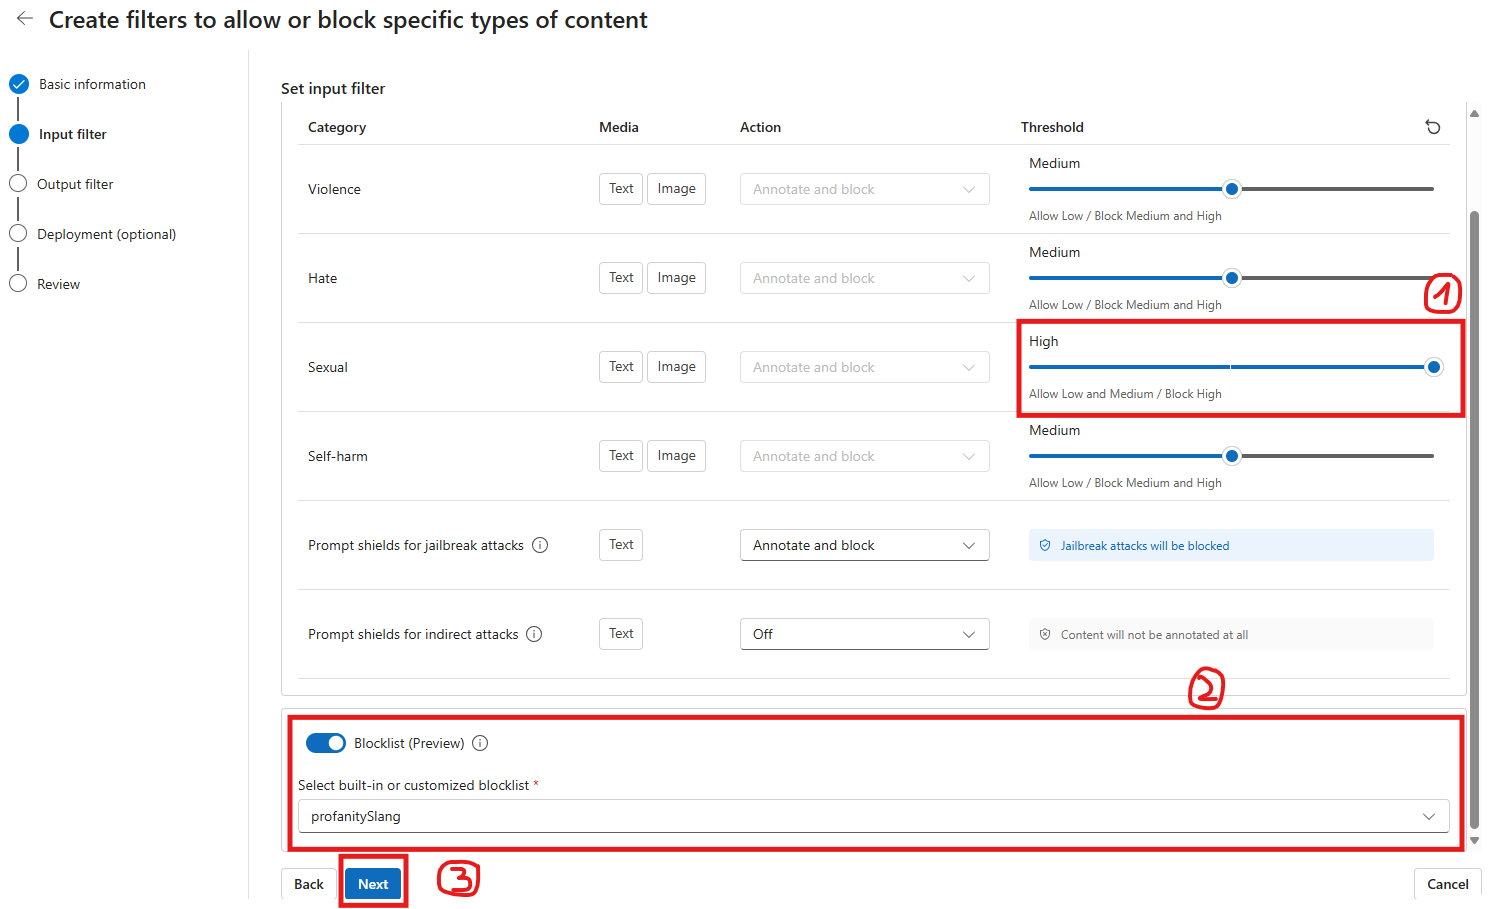 Create filters to allow or block specific types of content
Basic information
Input filter
Output filter
Deployment (optional)
Review
Set input filter
Category Media Action Threshold
Violence Text Image Annotate and block Medium
Allow Low / Block Medium and High
Hate Text Image Annotate and block Medium
Allow Low / Block Medium and High
1
Sexual Text Image Annotate and block High
Allow Low and Medium / Block High
Self-harm Text Image Annotate and block Medium
Allow Low / Block Medium and High
Prompt shields for jailbreak attacks Text Annotate and block Jailbreak attacks will be blocked
Prompt shields for indirect attacks Text Off Content will not be annotated at all
2
Blocklist (Preview)
Select built-in or customized blocklist *
profanitySlang
Back Next 3 Cancel